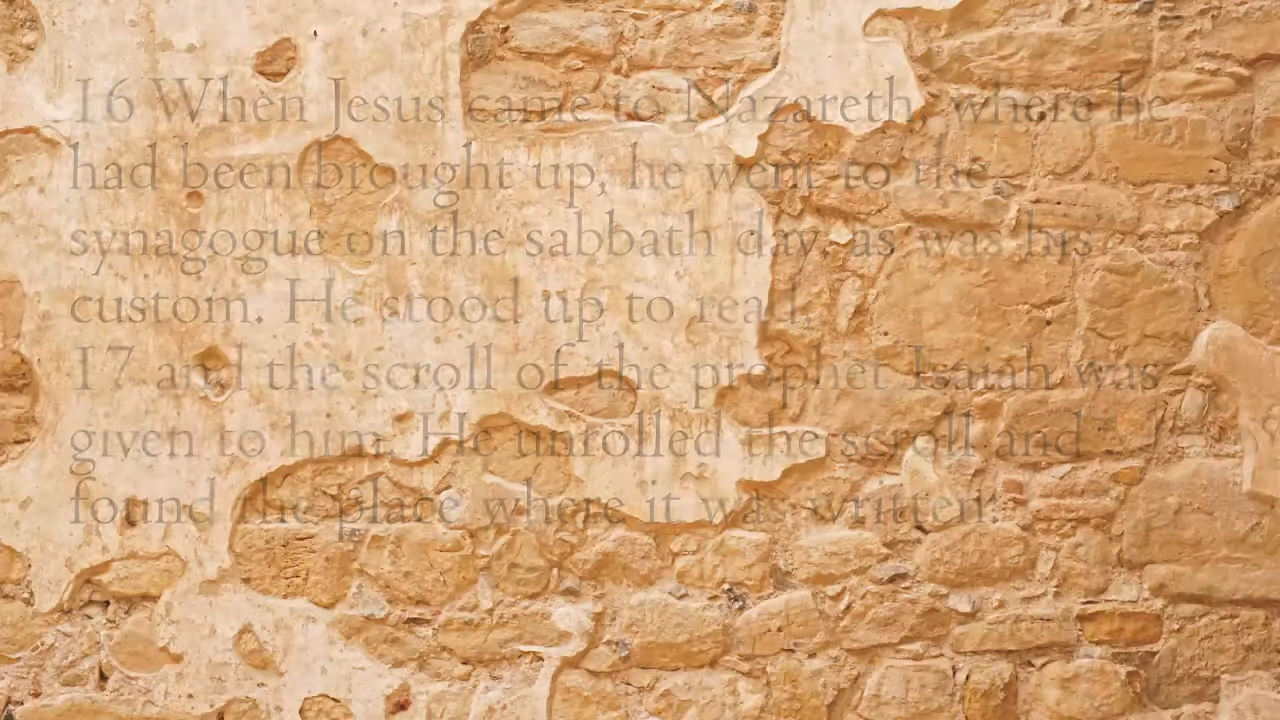 16 When Jesus came to Nazareth, where he
had been brought up, he went to the
synagogue on the sabbath day, as was his
custom. He stood up to read
17 and the scroll of the prophet Isaiah was
given to him. He unrolled the scroll and
found the place where it was written